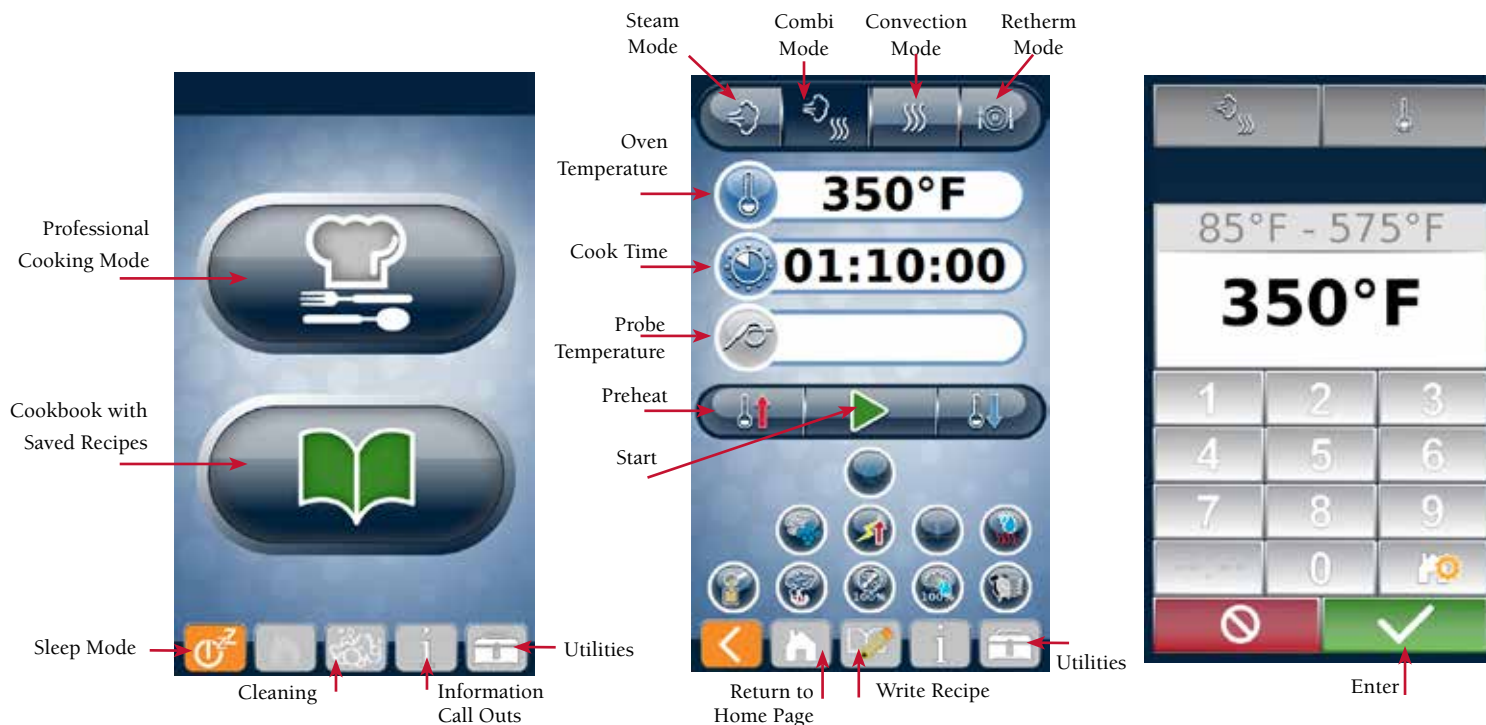 Steam
Mode
Combi
Mode
Convection
Mode
Retherm
Mode
Professional
Cooking Mode
Cookbook with
Saved Recipes
Sleep Mode
Cleaning
Information
Call Outs
Utilities
Oven
Temperature
350°F
Cook Time
01:10:00
Probe
Temperature
Preheat
Start
100%
100%
Return to
Home Page
Write Recipe
Utilities
85°F - 575°F
350°F
1 2 3
4 5 6
7 8 9
--:--
0
Enter